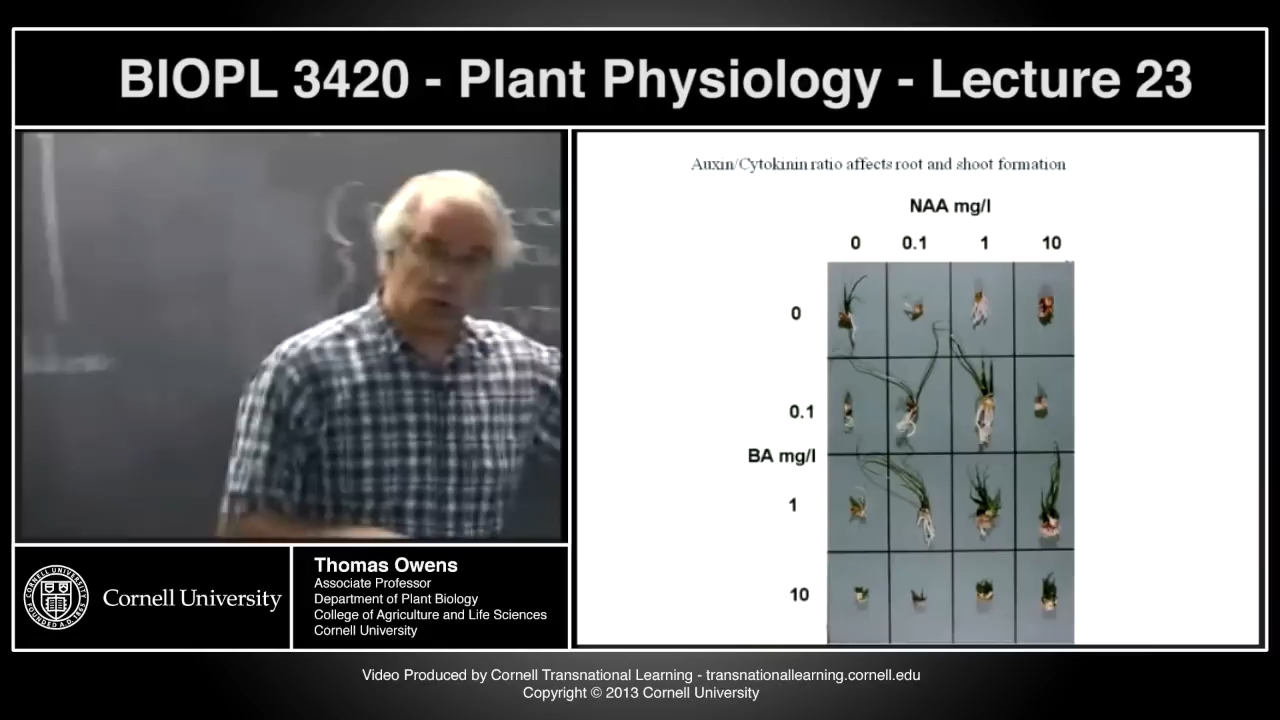 BIOPL 3420 - Plant Physiology - Lecture 23
Auxin/Cytokinin ratio affects root and shoot formation
NAA mg/l
0 0.1 1 10
0
0.1
BA mg/l
1
10
Cornell University
Thomas Owens
Associate Professor
Department of Plant Biology
College of Agriculture and Life Sciences
Cornell University
Video Produced by Cornell Transnational Learning - transnationallearning.cornell.edu
Copyright © 2013 Cornell University